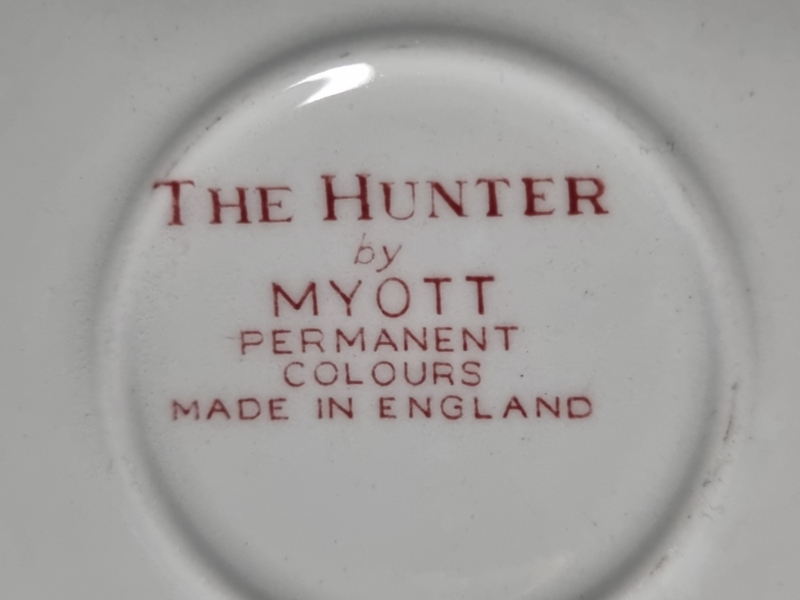 THE HUNTER
by
MYOTT
PERMANENT
COLOURS
MADE IN ENGLAND